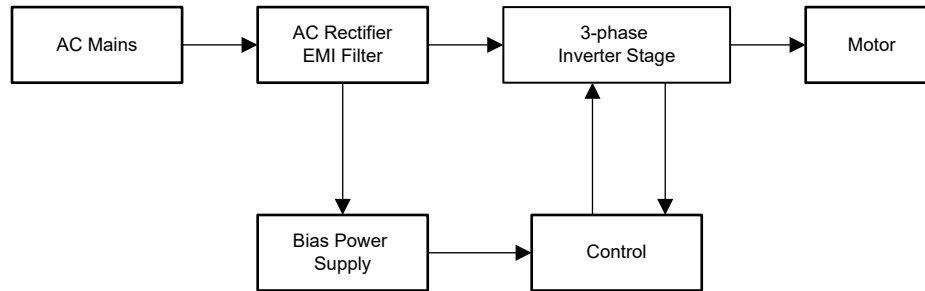 AC Mains
AC Rectifier
EMI Filter
3-phase
Inverter Stage
Motor
Bias Power
Supply
Control